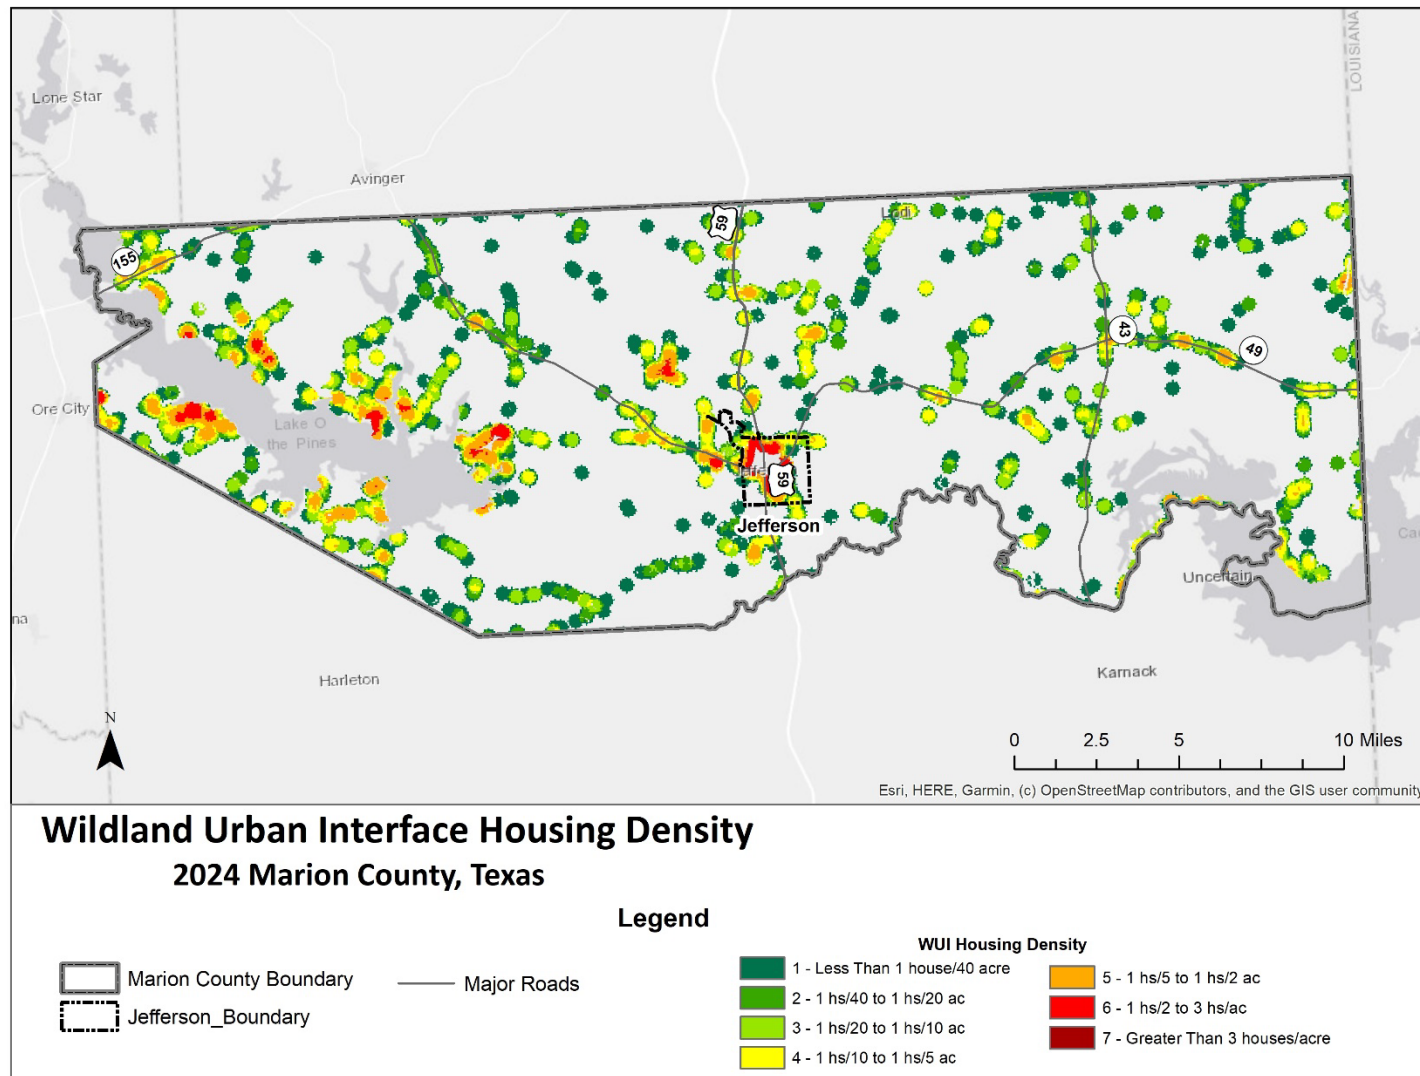 LOUISIANA
Lone Star
Avinger
59
Lodi
155
43
49
Ore City
Lake O
the Pines
59
Jefferson
Uncertain
Harleton
Karnack
N
0 2.5 5 10 Miles
Esri, HERE, Garmin, (c) OpenStreetMap contributors, and the GIS user community
Wildland Urban Interface Housing Density
2024 Marion County, Texas
Legend
Marion County Boundary
Major Roads
Jefferson_Boundary
WUI Housing Density
1 - Less Than 1 house/40 acre
2 - 1 hs/40 to 1 hs/20 ac
3 - 1 hs/20 to 1 hs/10 ac
4 - 1 hs/10 to 1 hs/5 ac
5 - 1 hs/5 to 1 hs/2 ac
6 - 1 hs/2 to 3 hs/ac
7 - Greater Than 3 houses/acre